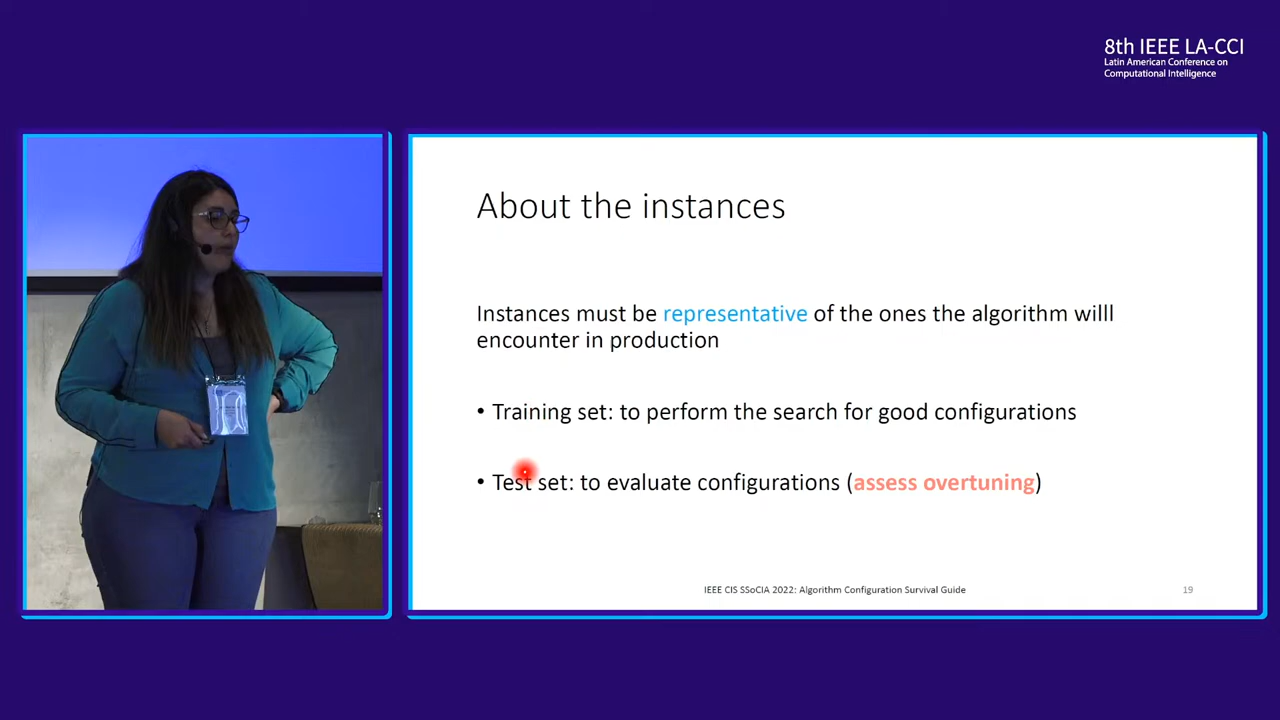 8th IEEE LA-CCI
Latin American Conference on
Computational Intelligence
About the instances
Instances must be representative of the ones the algorithm willl
encounter in production
• Training set: to perform the search for good configurations
• Test set: to evaluate configurations (assess overtuning)
IEEE CIS SSoCIA 2022: Algorithm Configuration Survival Guide
19